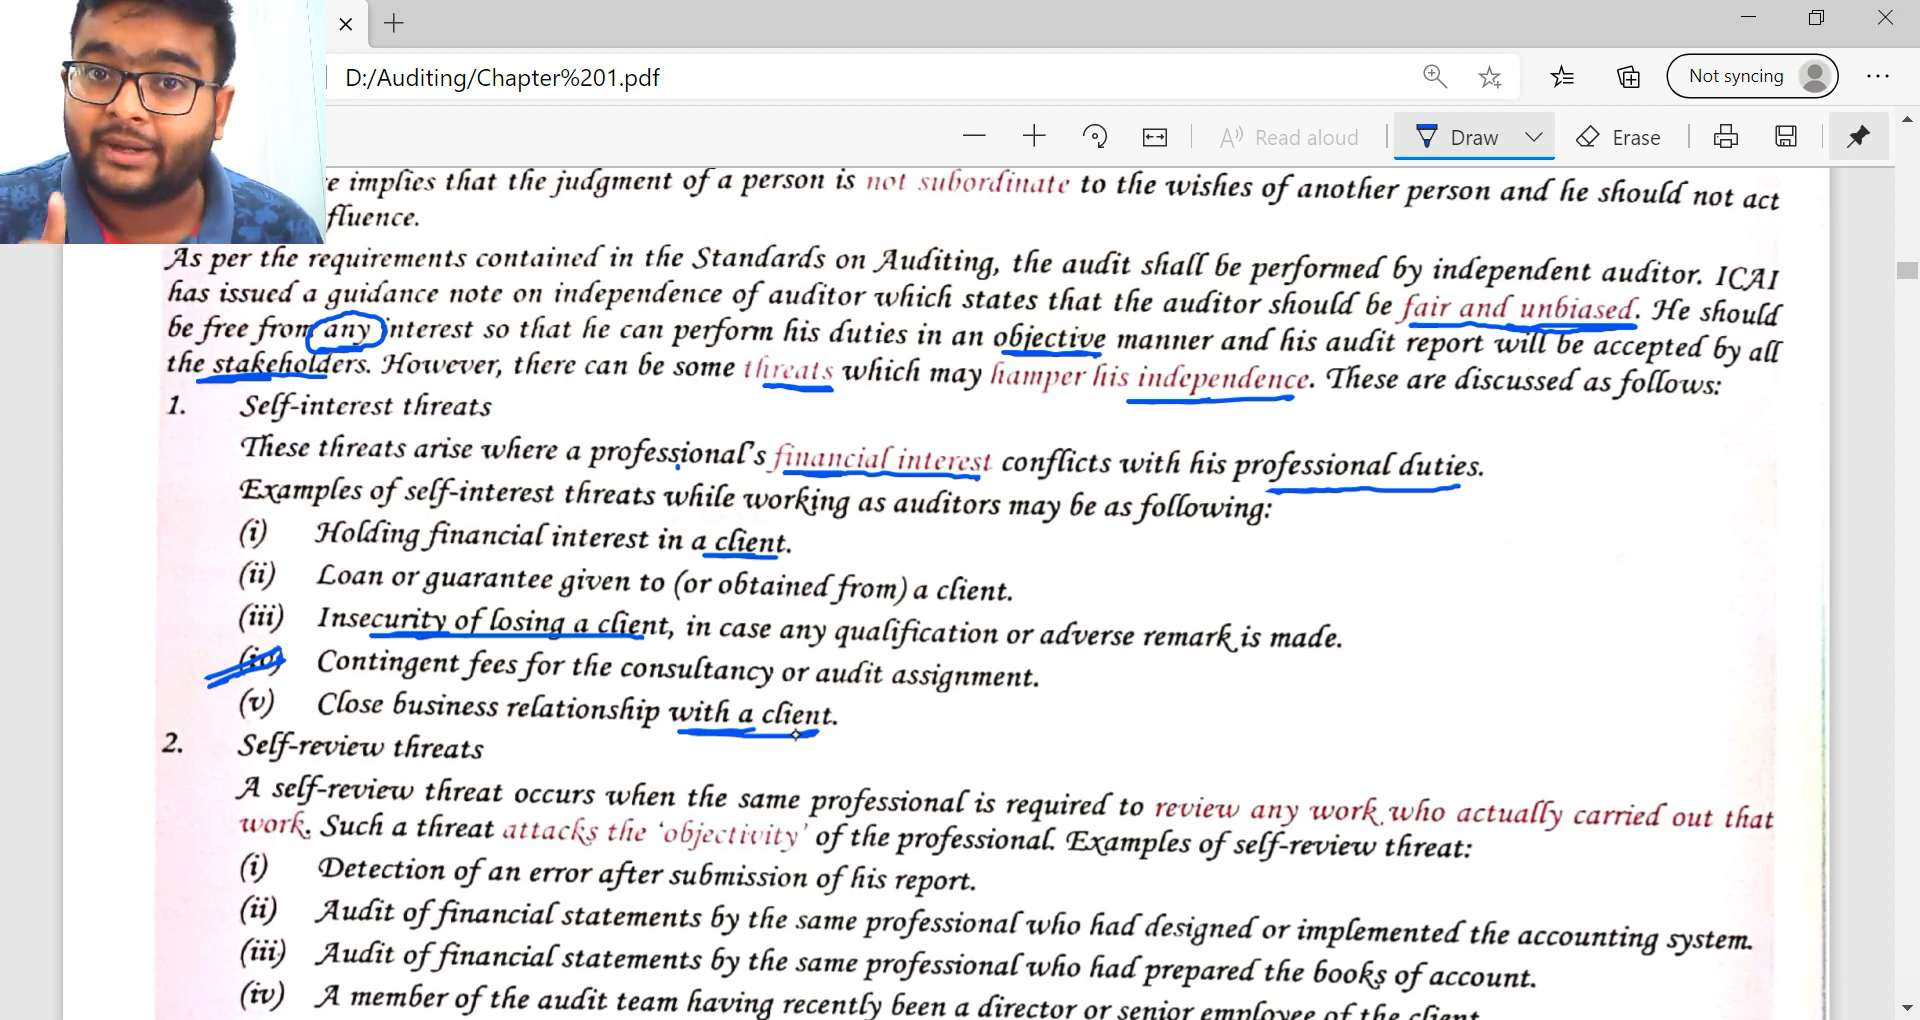 D:/Auditing/Chapter%201.pdf
Not syncing
Read aloud
Draw
Erase
implies that the judgment of a person is not subordinate to the wishes of another person and he should not act
fluence.
As per the requirements contained in the Standards on Auditing, the audit shall be performed by independent auditor. ICAI
has issued a guidance note on independence of auditor which states that the auditor should be fair and unbiased. He should
be free from any interest so that he can perform his duties in an objective manner and his audit report will be accepted by all
the stakeholders. However, there can be some threats which may hamper his independence. These are discussed as follows:
1. Self-interest threats
These threats arise where a professional's financial interest conflicts with his professional duties.
Examples of self-interest threats while working as auditors may be as following:
(i) Holding financial interest in a client.
(ii) Loan or guarantee given to (or obtained from) a client.
(iii) Insecurity of losing a client, in case any qualification or adverse remark is made.
(iv) Contingent fees for the consultancy or audit assignment.
(v) Close business relationship with a client.
2. Self-review threats
A self-review threat occurs when the same professional is required to review any work who actually carried out that
work. Such a threat attacks the 'objectivity' of the professional. Examples of self-review threat:
(i) Detection of an error after submission of his report.
(ii) Audit of financial statements by the same professional who had designed or implemented the accounting system.
(iii) Audit of financial statements by the same professional who had prepared the books of account.
(iv) A member of the audit team having recently been a director or senior employee of the client.